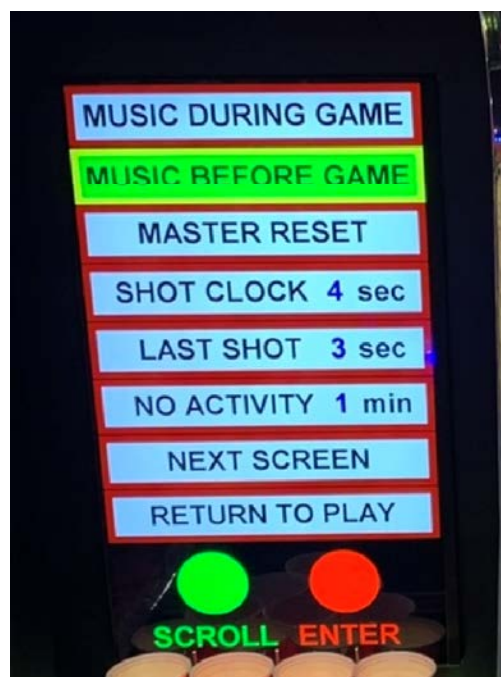 MUSIC DURING GAME
MUSIC BEFORE GAME
MASTER RESET
SHOT CLOCK 4 sec
LAST SHOT 3 sec
NO ACTIVITY 1 min
NEXT SCREEN
RETURN TO PLAY
SCROLL ENTER